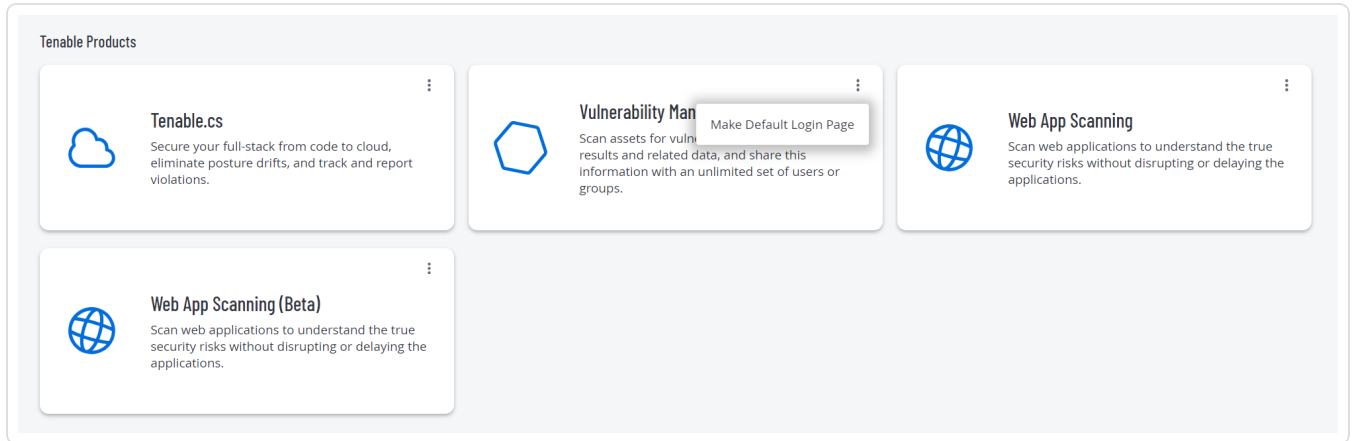 Tenable Products
Tenable.cs
Secure your full-stack from code to cloud,
eliminate posture drifts, and track and report
violations.
Vulnerability Man
Make Default Login Page
Scan assets for vuln
results and related data, and share this
information with an unlimited set of users or
groups.
Web App Scanning
Scan web applications to understand the true
security risks without disrupting or delaying the
applications.
Web App Scanning (Beta)
Scan web applications to understand the true
security risks without disrupting or delaying the
applications.